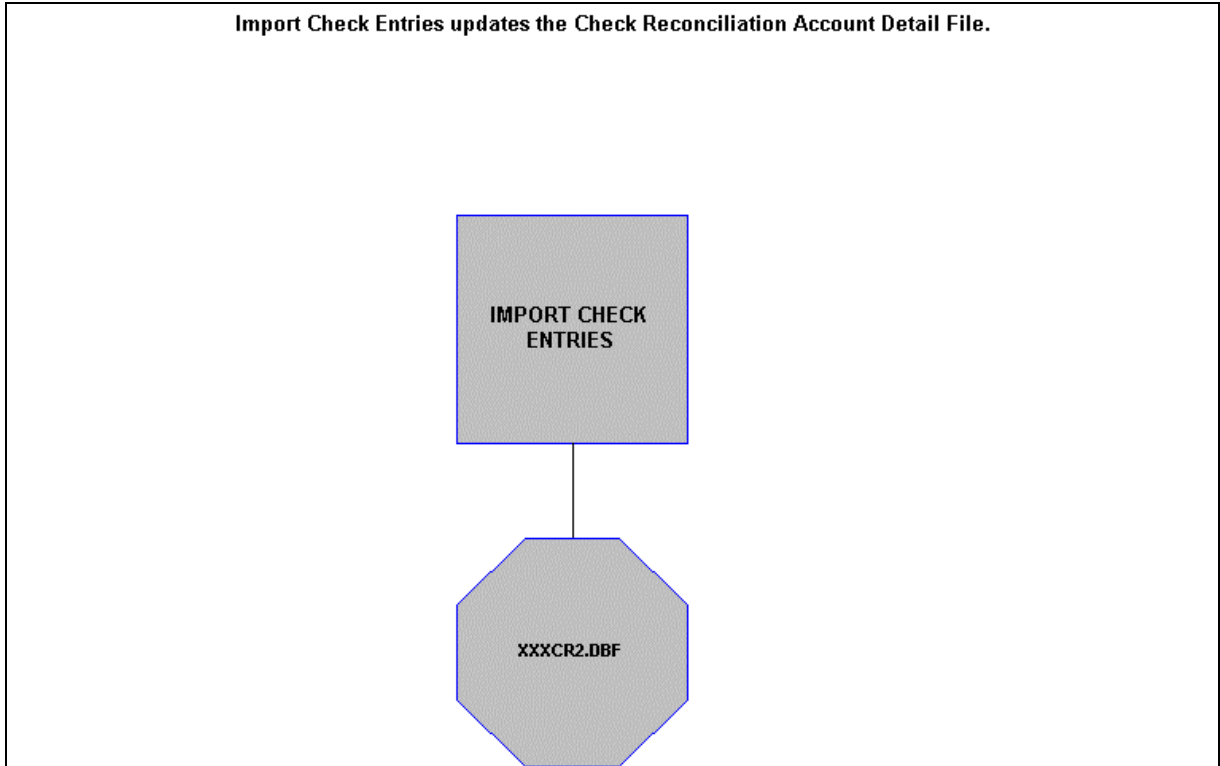 Import Check Entries updates the Check Reconciliation Account Detail File.
IMPORT CHECK
ENTRIES
XXXCR2.DBF